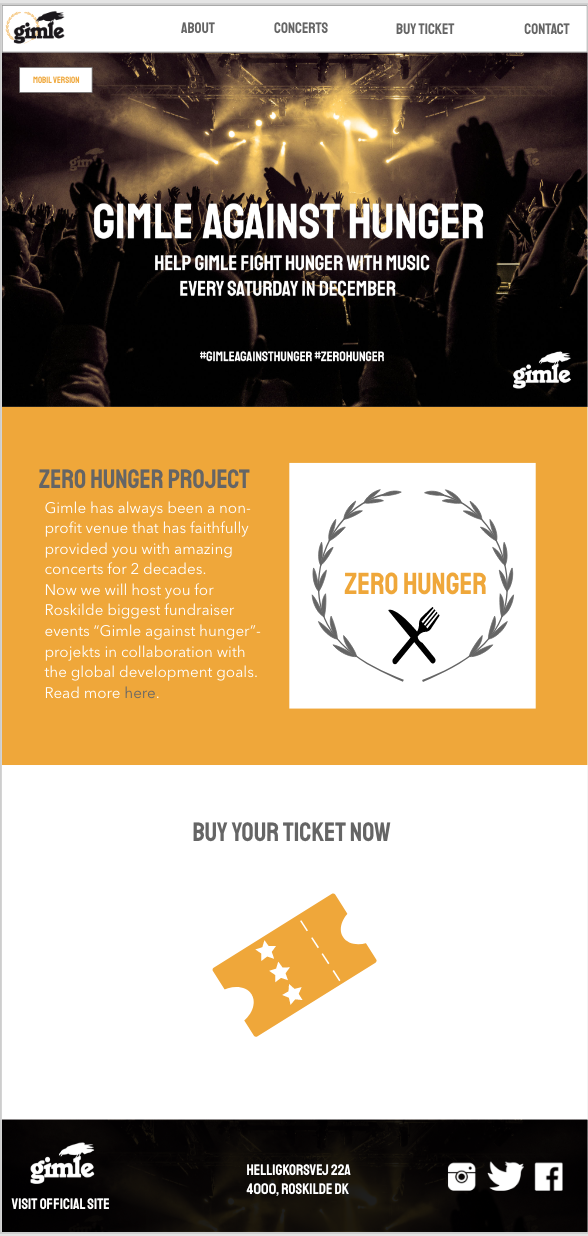 gimle
ABOUT
CONCERTS
BUY TICKET
CONTACT
MOBIL VERSION
gimle
gimle
GIMLE AGAINST HUNGER
HELP GIMLE FIGHT HUNGER WITH MUSIC
EVERY SATURDAY IN DECEMBER
#GIMLEAGAINSTHUNGER #ZEROHUNGER
gimle
ZERO HUNGER PROJECT
Gimle has always been a non-
profit venue that has faithfully
provided you with amazing
concerts for 2 decades.
Now we will host you for
Roskilde biggest fundraiser
events “Gimle against hunger”-
projekts in collaboration with
the global development goals.
Read more here.
ZERO HUNGER
BUY YOUR TICKET NOW
gimle
VISIT OFFICIAL SITE
HELLIGKORSVEJ 22A
4000, ROSKILDE DK